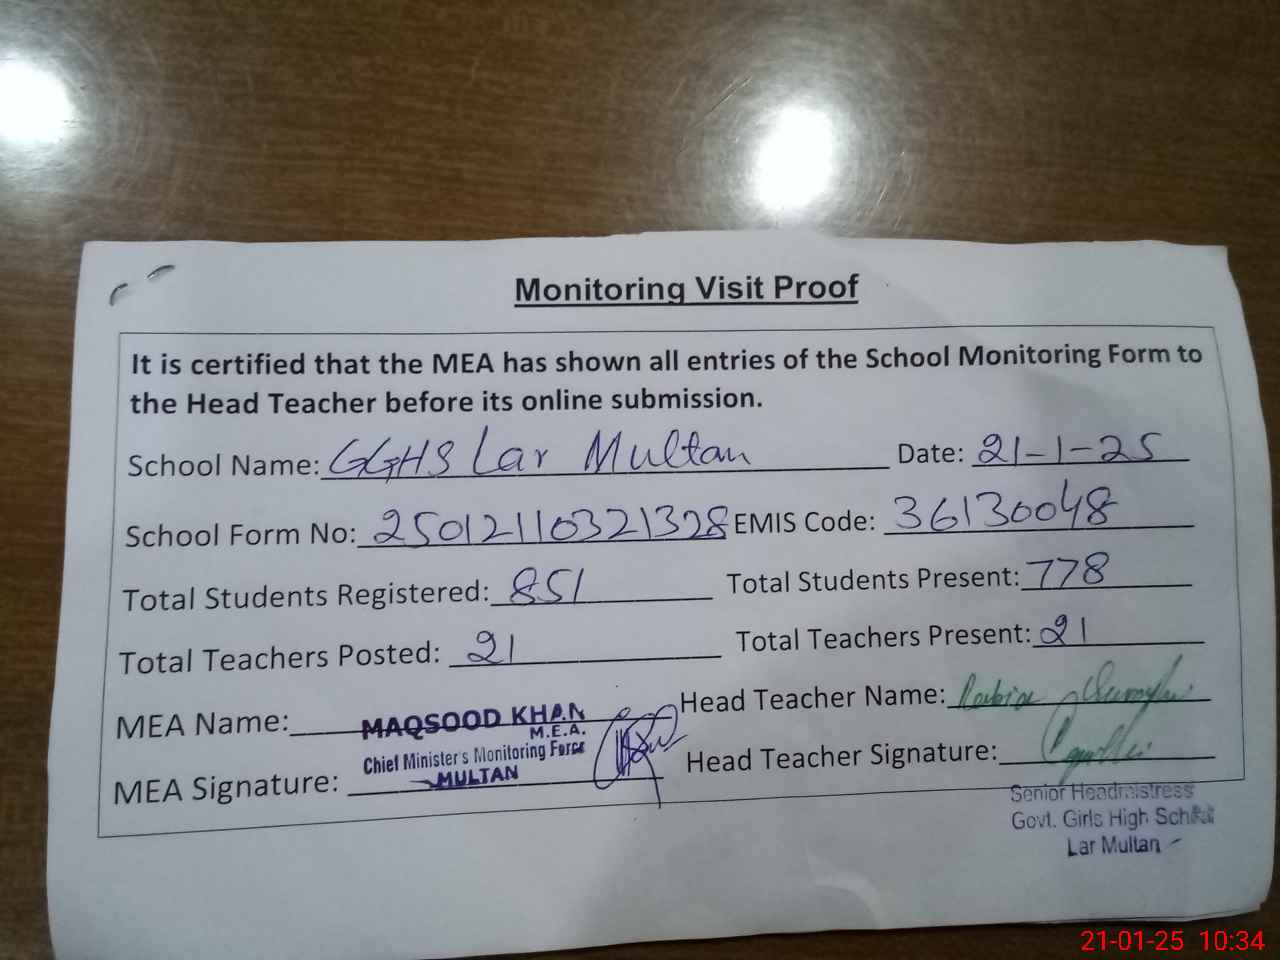 Monitoring Visit Proof
It is certified that the MEA has shown all entries of the School Monitoring Form to
the Head Teacher before its online submission.
School Name: GGHS Lar Multan Date: 21-1-25
School Form No: 25012110321328 EMIS Code: 36130048
Total Students Registered: 851 Total Students Present: 778
Total Teachers Posted: 21 Total Teachers Present: 21
MEA Name: MAQSOOD KHAN Head Teacher Name: Rabia
M.E.A.
Chief Minister's Monitoring Force
MULTAN
MEA Signature: Head Teacher Signature:
Senior Headmistress
Govt. Girls High School
Lar Multan
21-01-25 10:34